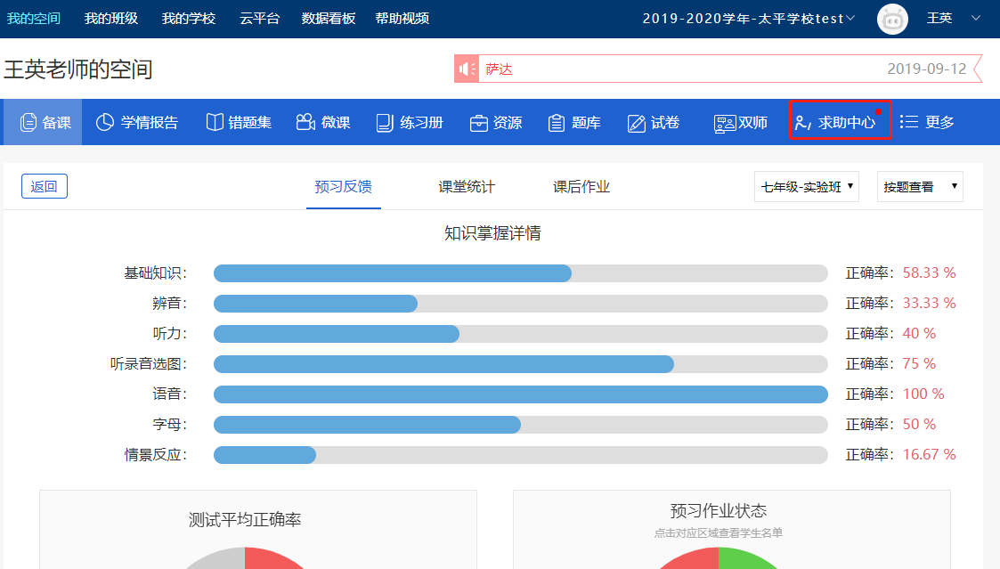 我的空间 我的班级 我的学校 云平台 数据看板 帮助视频 2019-2020学年-太平学校test 王英
王英老师的空间 萨达 2019-09-12
备课 学情报告 错题集 微课 练习册 资源 题库 试卷 双师 求助中心 更多
返回 预习反馈 课堂统计 课后作业 七年级-实验班 按题查看
知识掌握详情
基础知识： 正确率：58.33 %
辨音： 正确率：33.33 %
听力： 正确率：40 %
听录音选图： 正确率：75 %
语音： 正确率：100 %
字母： 正确率：50 %
情景反应： 正确率：16.67 %
测试平均正确率 预习作业状态
点击对应区域查看学生名单